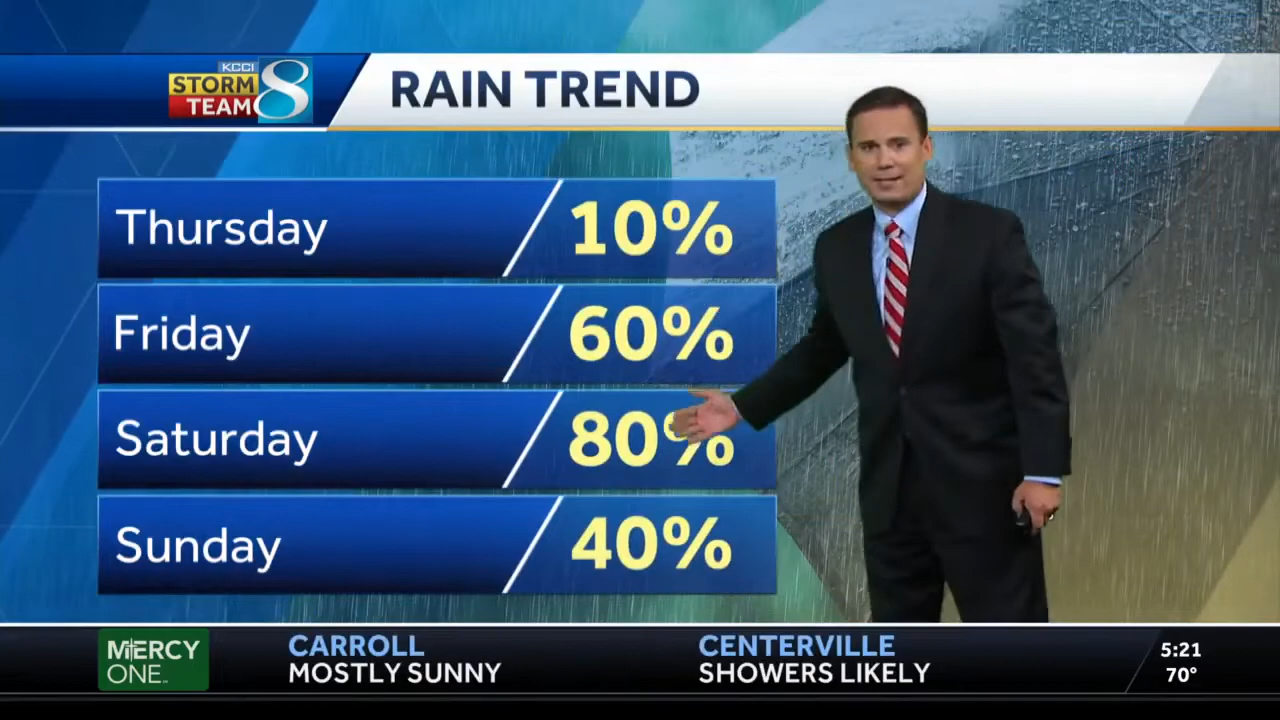 KCCI
STORM
TEAM 8
RAIN TREND
Thursday 10%
Friday 60%
Saturday 80%
Sunday 40%
MERCY
ONE
CARROLL
MOSTLY SUNNY
CENTERVILLE
SHOWERS LIKELY
5:21
70°